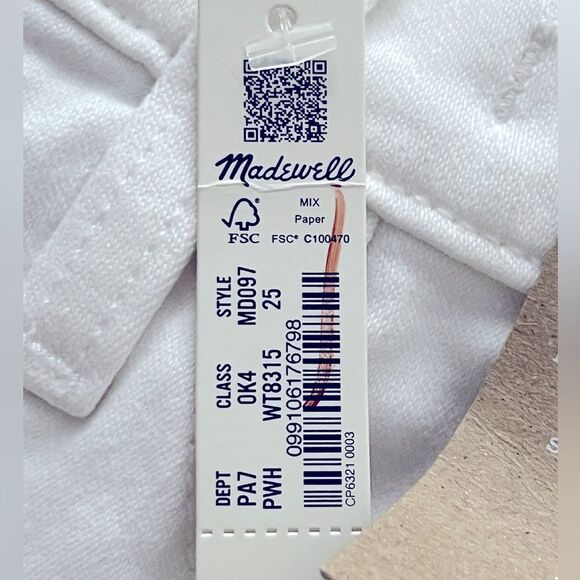 Madewell
MIX
Paper
FSC
FSC® C100470
DEPT CLASS STYLE
PA7 0K4 MD097
PWH WT8315 25
099106176798
CP6321 0003